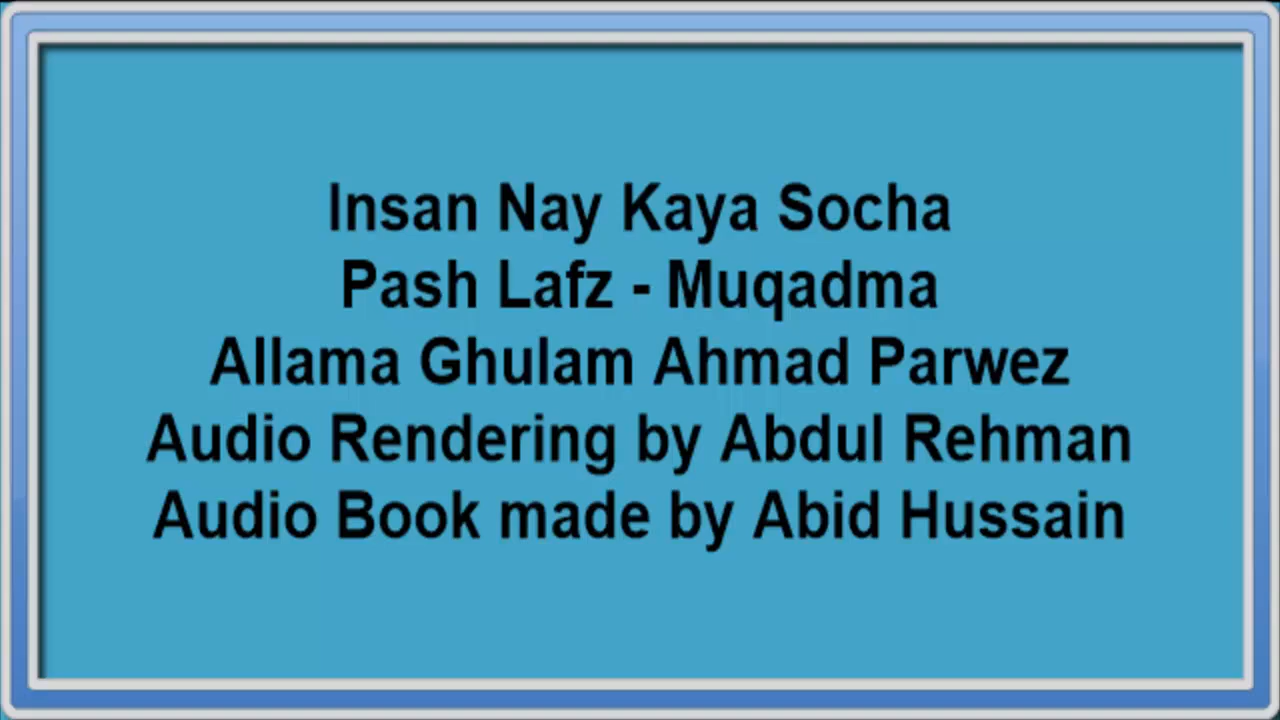 Insan Nay Kaya Socha
Pash Lafz - Muqadma
Allama Ghulam Ahmad Parwez
Audio Rendering by Abdul Rehman
Audio Book made by Abid Hussain